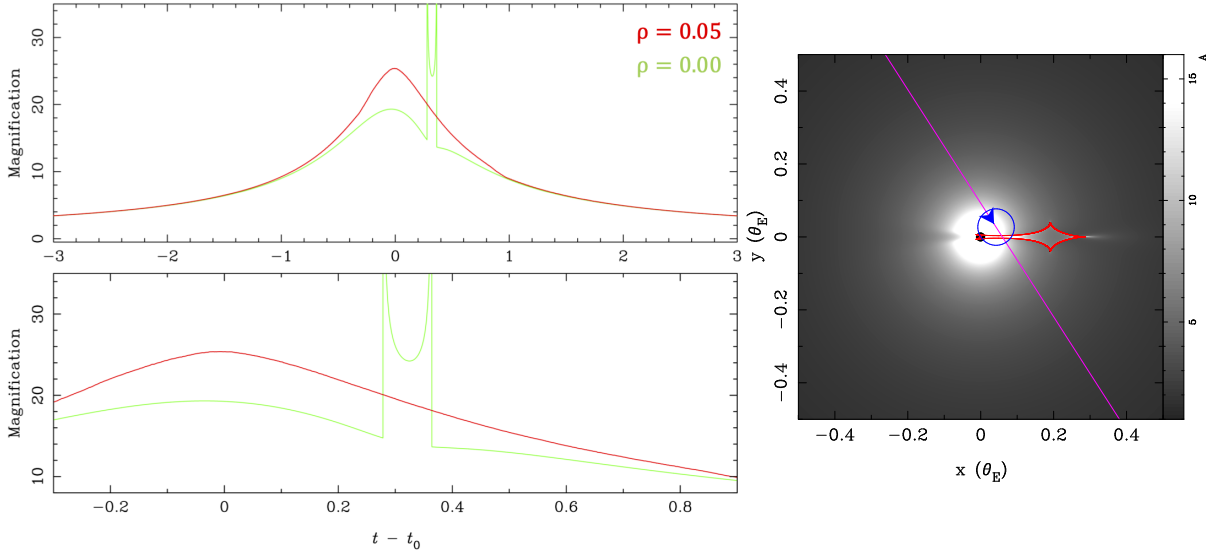 ρ = 0.05
ρ = 0.00
Magnification
10 20 30
0
−3 −2 −1 0 1 2 3
Magnification
10 20 30
−0.2 0 0.2 0.4 0.6 0.8
t − t₀
y (θ_E)
−0.4 −0.2 0 0.2 0.4
−0.4 −0.2 0 0.2 0.4
x (θ_E)
5 10 15